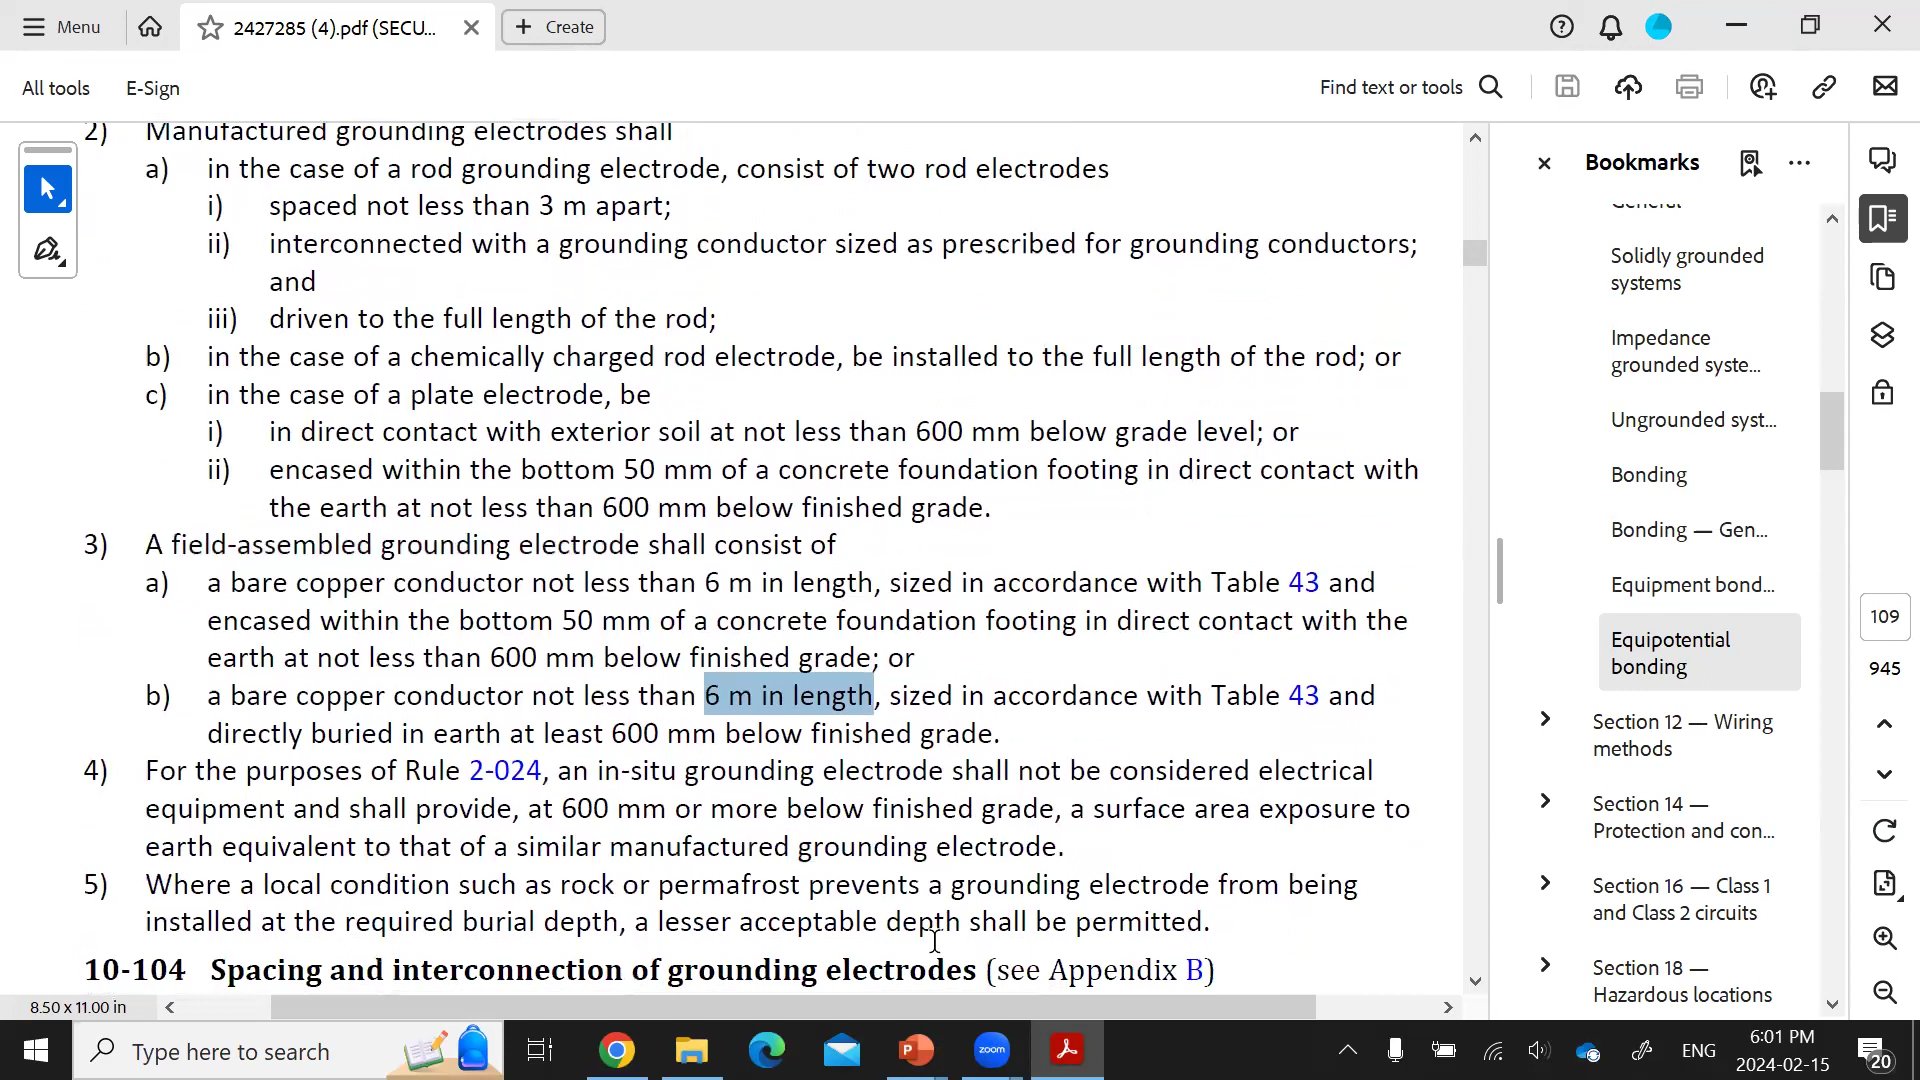 Menu
2427285 (4).pdf (SECU...
Create
All tools
E-Sign
Find text or tools
2) Manufactured grounding electrodes shall
a) in the case of a rod grounding electrode, consist of two rod electrodes
i) spaced not less than 3 m apart;
ii) interconnected with a grounding conductor sized as prescribed for grounding conductors;
and
iii) driven to the full length of the rod;
b) in the case of a chemically charged rod electrode, be installed to the full length of the rod; or
c) in the case of a plate electrode, be
i) in direct contact with exterior soil at not less than 600 mm below grade level; or
ii) encased within the bottom 50 mm of a concrete foundation footing in direct contact with
the earth at not less than 600 mm below finished grade.
3) A field-assembled grounding electrode shall consist of
a) a bare copper conductor not less than 6 m in length, sized in accordance with Table 43 and
encased within the bottom 50 mm of a concrete foundation footing in direct contact with the
earth at not less than 600 mm below finished grade; or
b) a bare copper conductor not less than 6 m in length, sized in accordance with Table 43 and
directly buried in earth at least 600 mm below finished grade.
4) For the purposes of Rule 2-024, an in-situ grounding electrode shall not be considered electrical
equipment and shall provide, at 600 mm or more below finished grade, a surface area exposure to
earth equivalent to that of a similar manufactured grounding electrode.
5) Where a local condition such as rock or permafrost prevents a grounding electrode from being
installed at the required burial depth, a lesser acceptable depth shall be permitted.
10-104 Spacing and interconnection of grounding electrodes (see Appendix B)
8.50 x 11.00 in
Bookmarks
General
Solidly grounded
systems
Impedance
grounded syste...
Ungrounded syst...
Bonding
Bonding — Gen...
Equipment bond...
Equipotential
bonding
Section 12 — Wiring
methods
Section 14 —
Protection and con...
Section 16 — Class 1
and Class 2 circuits
Section 18 —
Hazardous locations
109
945
Type here to search
zoom
ENG
6:01 PM
2024-02-15
20